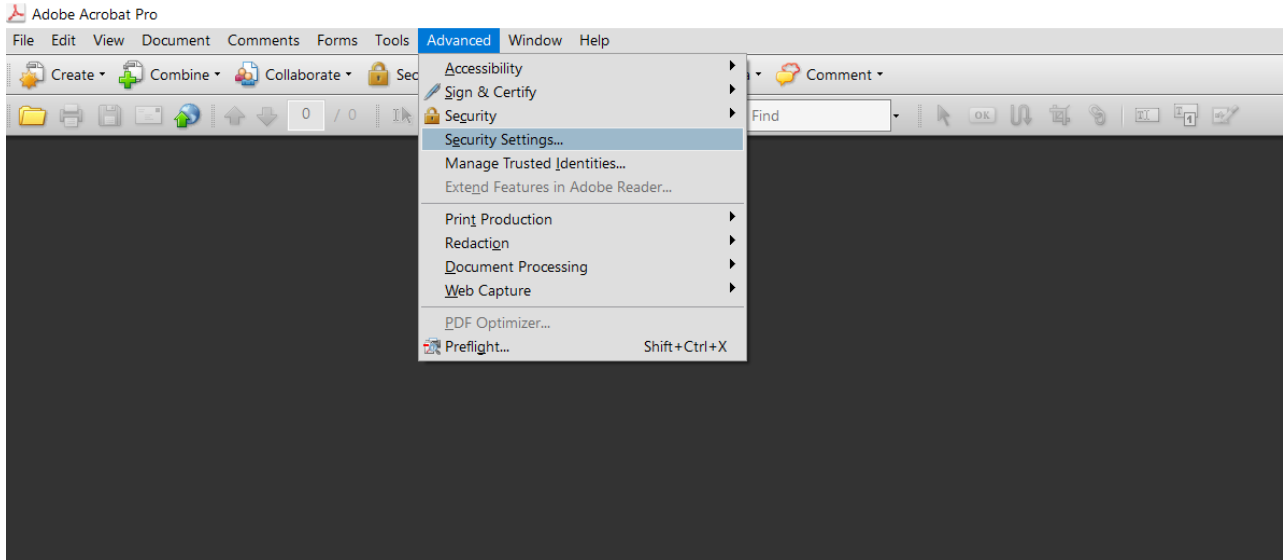 Adobe Acrobat Pro
File Edit View Document Comments Forms Tools Advanced Window Help
Create Combine Collaborate Sec Comment
0 / 0 Find OK
Accessibility
Sign & Certify
Security
Security Settings...
Manage Trusted Identities...
Extend Features in Adobe Reader...
Print Production
Redaction
Document Processing
Web Capture
PDF Optimizer...
Preflight... Shift+Ctrl+X